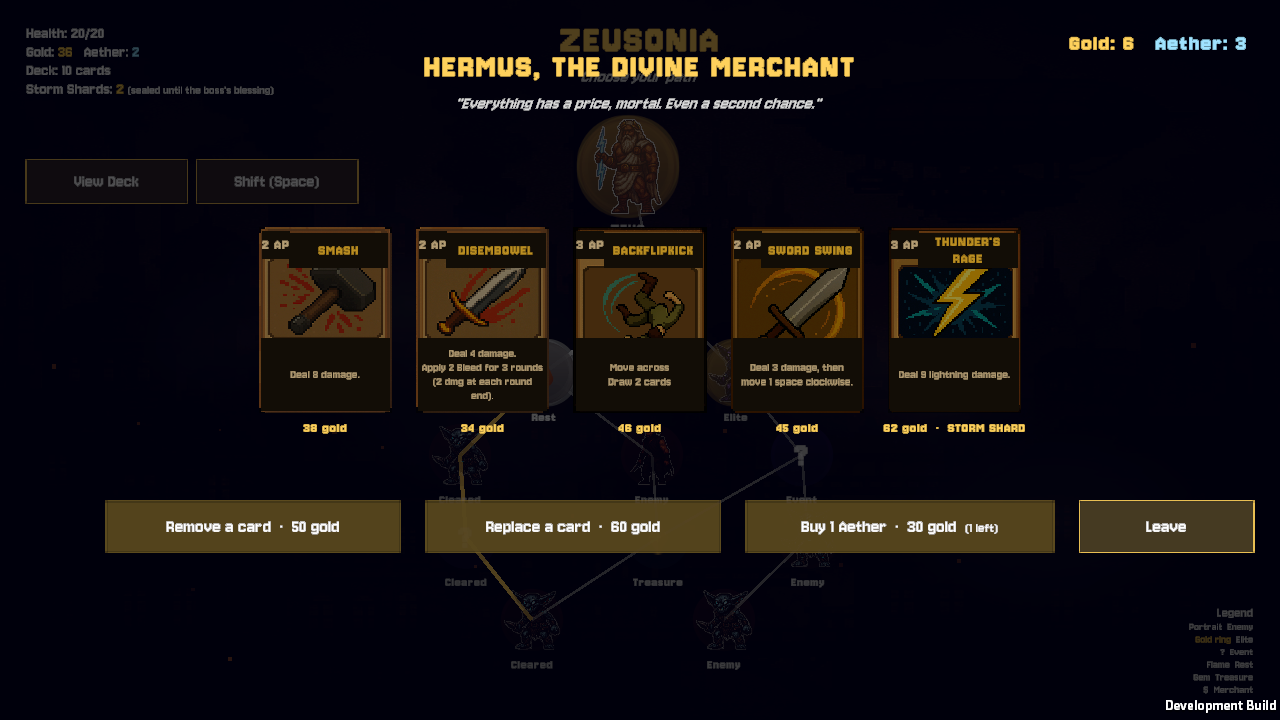 Health: 20/20
Gold: 36 Aether: 2
Deck: 10 cards
Storm Shards: 2 (sealed until the boss's blessing)
ZEUSONIA
choose your path
HERMUS, THE DIVINE MERCHANT
"Everything has a price, mortal. Even a second chance."
Gold: 6 Aether: 3
View Deck
Shift (Space)
2 AP
SMASH
Deal 8 damage.
38 gold
2 AP
DISEMBOWEL
Deal 4 damage.
Apply 2 Bleed for 3 rounds
(2 dmg at each round
end).
34 gold
3 AP
BACKFLIPKICK
Move across
Draw 2 cards
46 gold
2 AP
SWORD SWING
Deal 3 damage, then
move 1 space clockwise.
45 gold
3 AP
THUNDER'S
RAGE
Deal 9 lightning damage.
62 gold · STORM SHARD
Rest
Elite
?
Cleared
Enemy
Event
Remove a card · 50 gold
Replace a card · 60 gold
Buy 1 Aether · 30 gold (1 left)
Leave
Cleared
Treasure
Enemy
Cleared
Enemy
Legend
Portrait Enemy
Gold ring Elite
? Event
Flame Rest
Gem Treasure
$ Merchant
Development Build